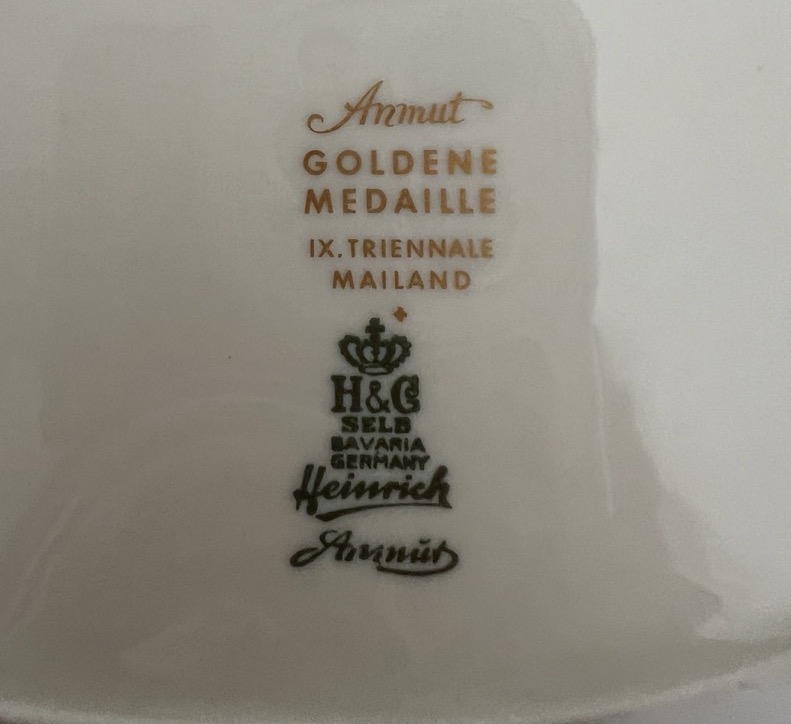 Anmut
GOLDENE
MEDAILLE
IX. TRIENNALE
MAILAND
H&C
SELB
BAVARIA
GERMANY
Heinrich
Anmut